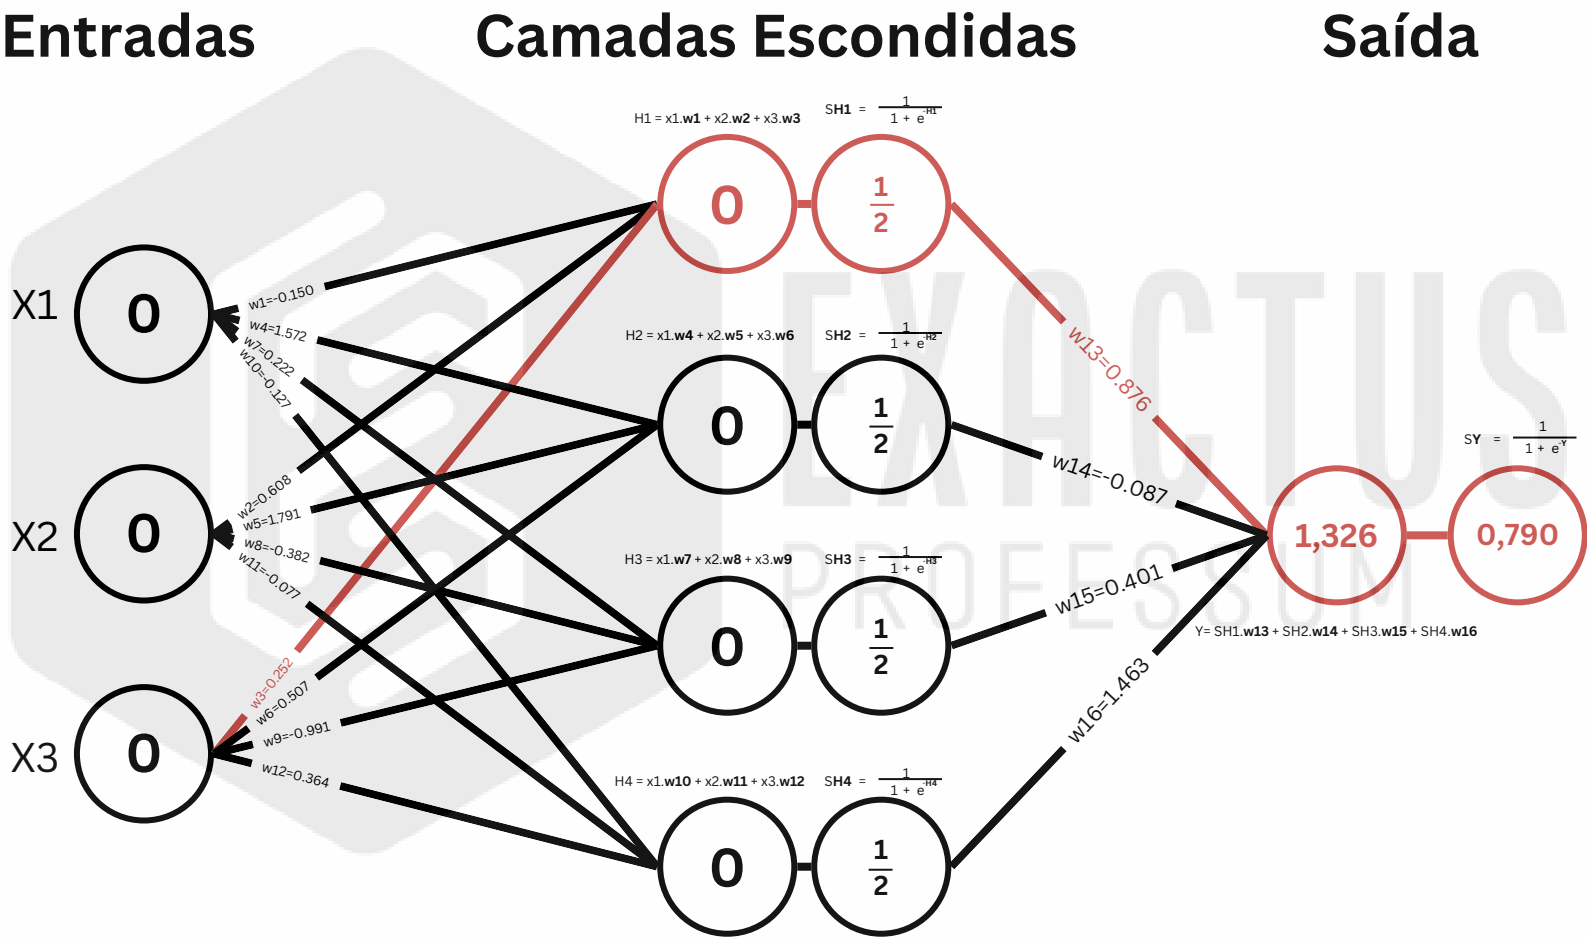 Entradas
Camadas Escondidas
Saída
H1 = x1.w1 + x2.w2 + x3.w3
SH1 = 1
1 + e^-H1
0
1
2
X1
0
w1=-0.150
w4=1.572
w7=0.222
w10=-0.127
w13=0.876
H2 = x1.w4 + x2.w5 + x3.w6
SH2 = 1
1 + e^-H2
0
1
2
w14=-0.087
X2
0
w2=0.608
w5=1.791
w8=-0.382
w11=-0.077
SY = 1
1 + e^-Y
1,326
0,790
Y= SH1.w13 + SH2.w14 + SH3.w15 + SH4.w16
EXACTUS
PROFESSUM
H3 = x1.w7 + x2.w8 + x3.w9
SH3 = 1
1 + e^-H3
0
1
2
w15=0.401
X3
0
w3=0.252
w6=0.507
w9=-0.991
w12=0.364
w16=1.463
H4 = x1.w10 + x2.w11 + x3.w12
SH4 = 1
1 + e^-H4
0
1
2